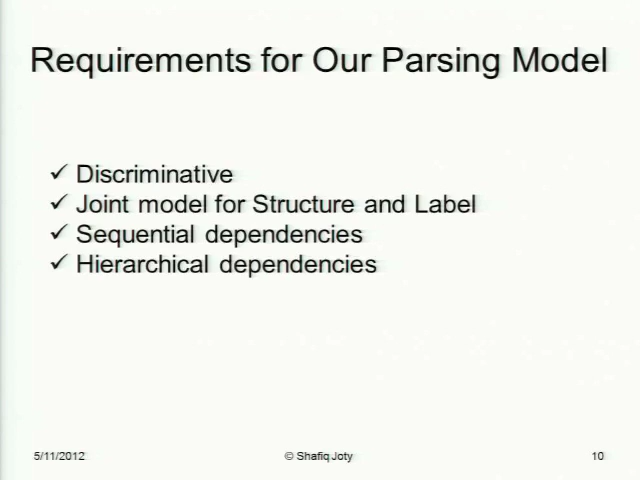 Requirements for Our Parsing Model
✓ Discriminative
✓ Joint model for Structure and Label
✓ Sequential dependencies
✓ Hierarchical dependencies
5/11/2012 © Shafiq Joty 10